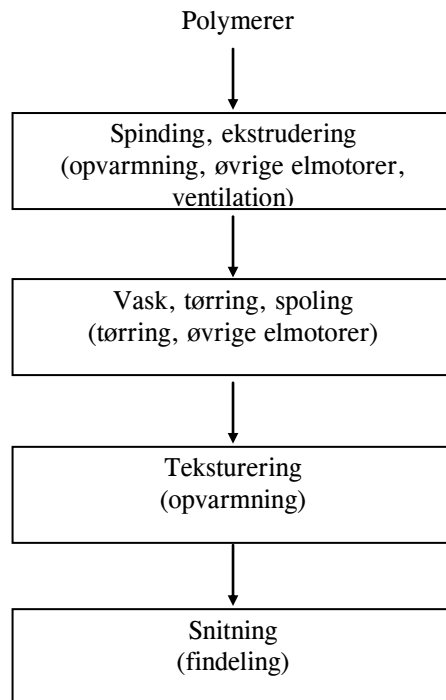 Polymerer
Spinding, ekstrudering
(opvarmning, øvrige elmotorer,
ventilation)
Vask, tørring, spoling
(tørring, øvrige elmotorer)
Teksturering
(opvarmning)
Snitning
(findeling)